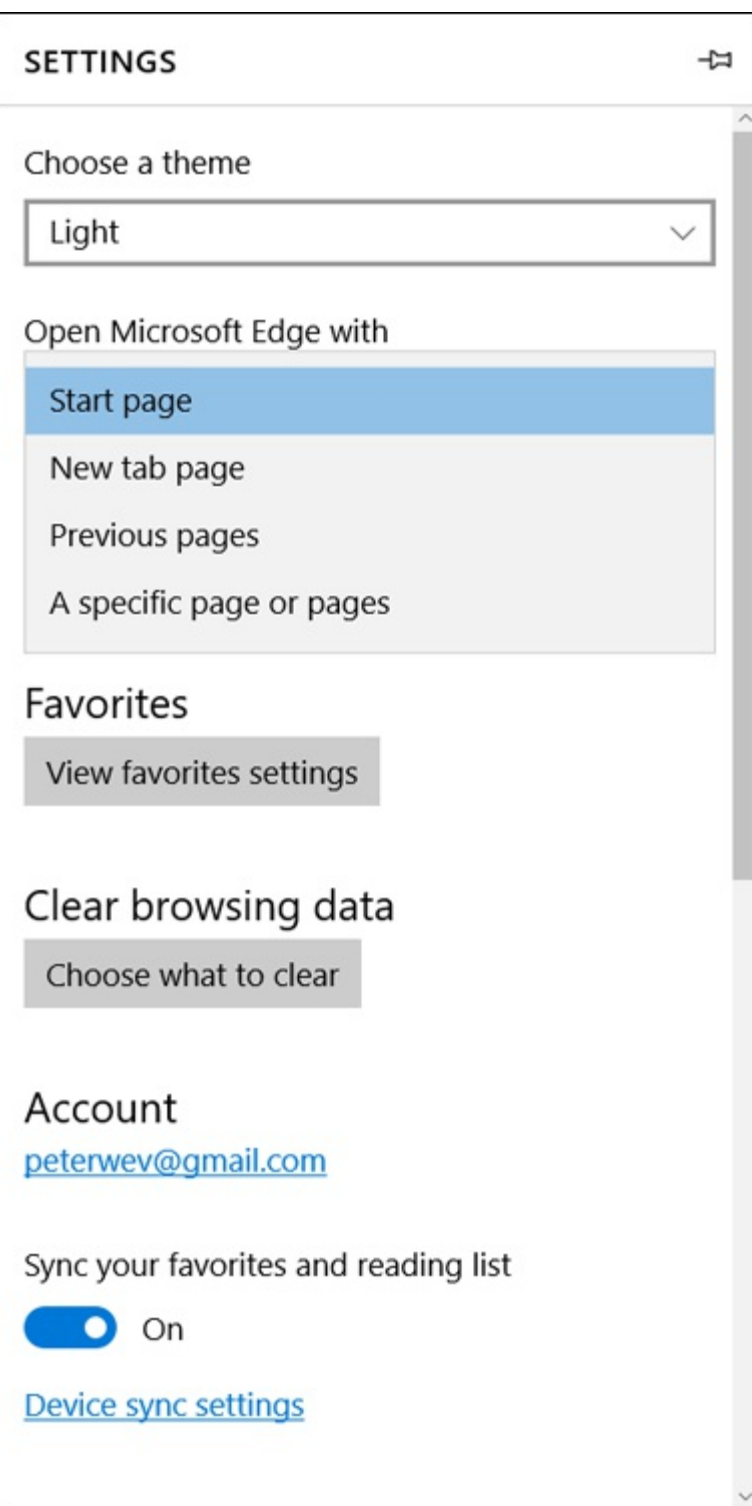 SETTINGS
Choose a theme
Light
Open Microsoft Edge with
Start page
New tab page
Previous pages
A specific page or pages
Favorites
View favorites settings
Clear browsing data
Choose what to clear
Account
peterwev@gmail.com
Sync your favorites and reading list
On
Device sync settings